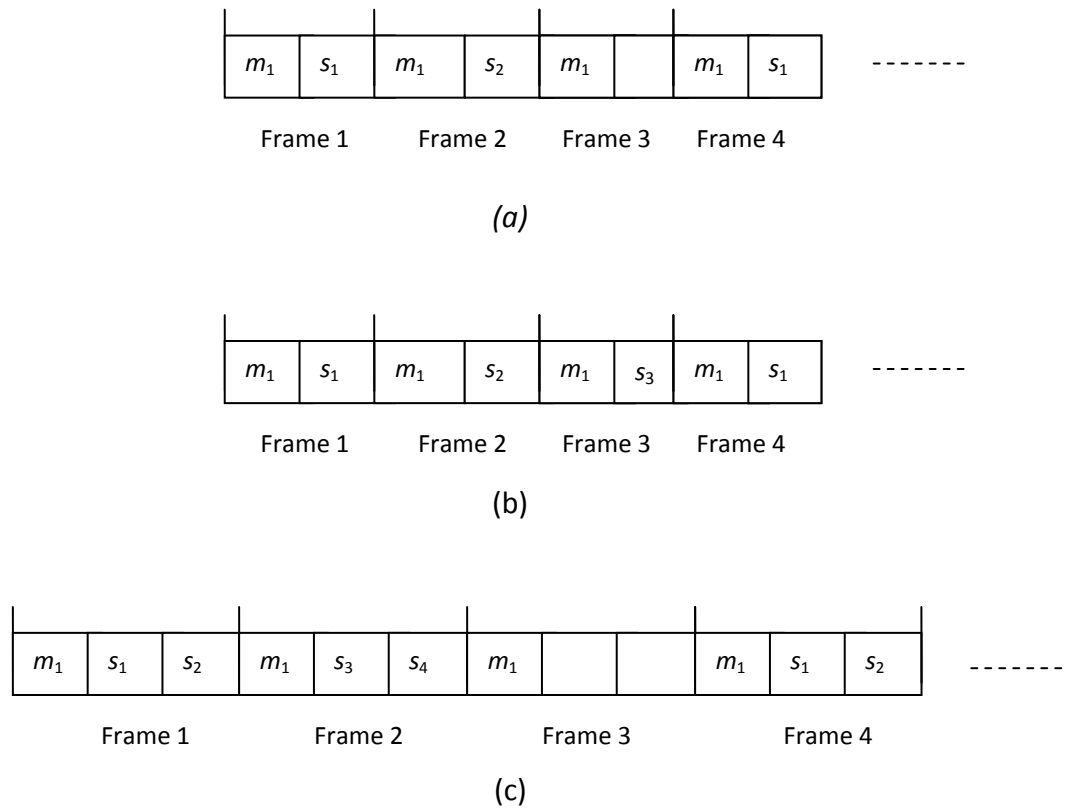 m₁ s₁ m₁ s₂ m₁ m₁ s₁
Frame 1 Frame 2 Frame 3 Frame 4
(a)
m₁ s₁ m₁ s₂ m₁ s₃ m₁ s₁
Frame 1 Frame 2 Frame 3 Frame 4
(b)
m₁ s₁ s₂ m₁ s₃ s₄ m₁ m₁ s₁ s₂
Frame 1 Frame 2 Frame 3 Frame 4
(c)